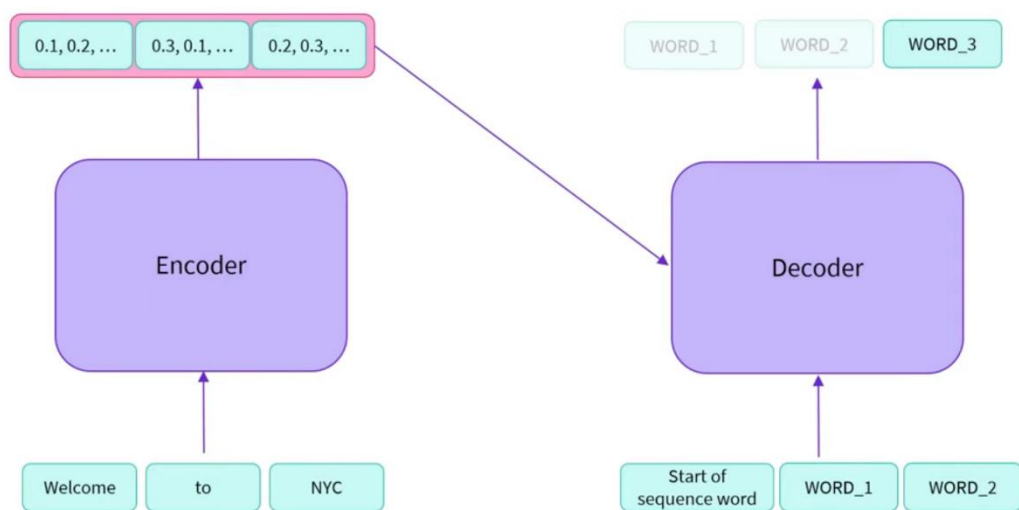 0.1, 0.2, ...
0.3, 0.1, ...
0.2, 0.3, ...
WORD_1
WORD_2
WORD_3
Encoder
Decoder
Welcome
to
NYC
Start of
sequence word
WORD_1
WORD_2